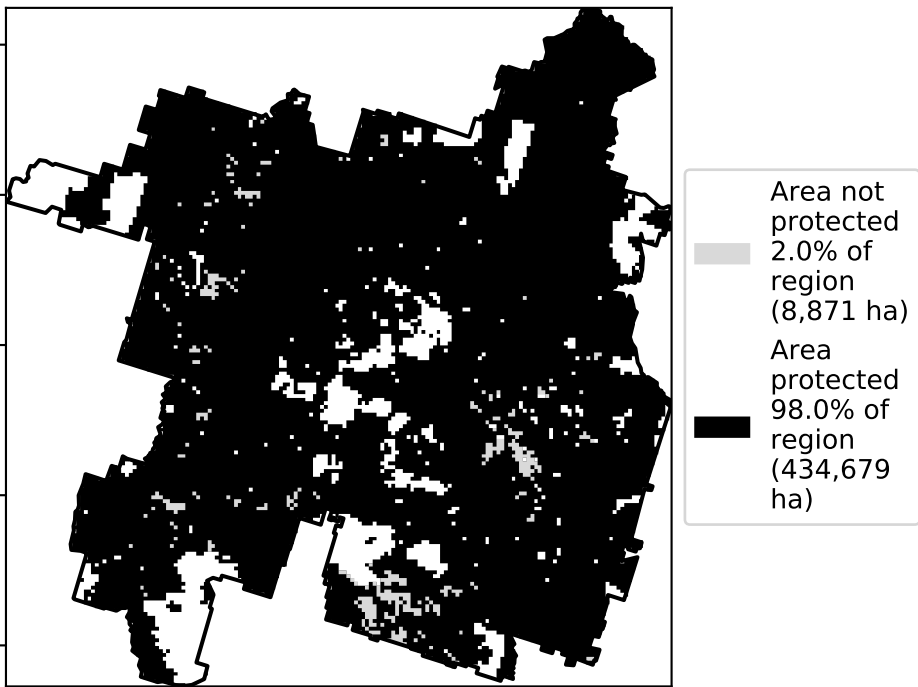 Area not
protected
2.0% of
region
(8,871 ha)
Area
protected
98.0% of
region
(434,679
ha)